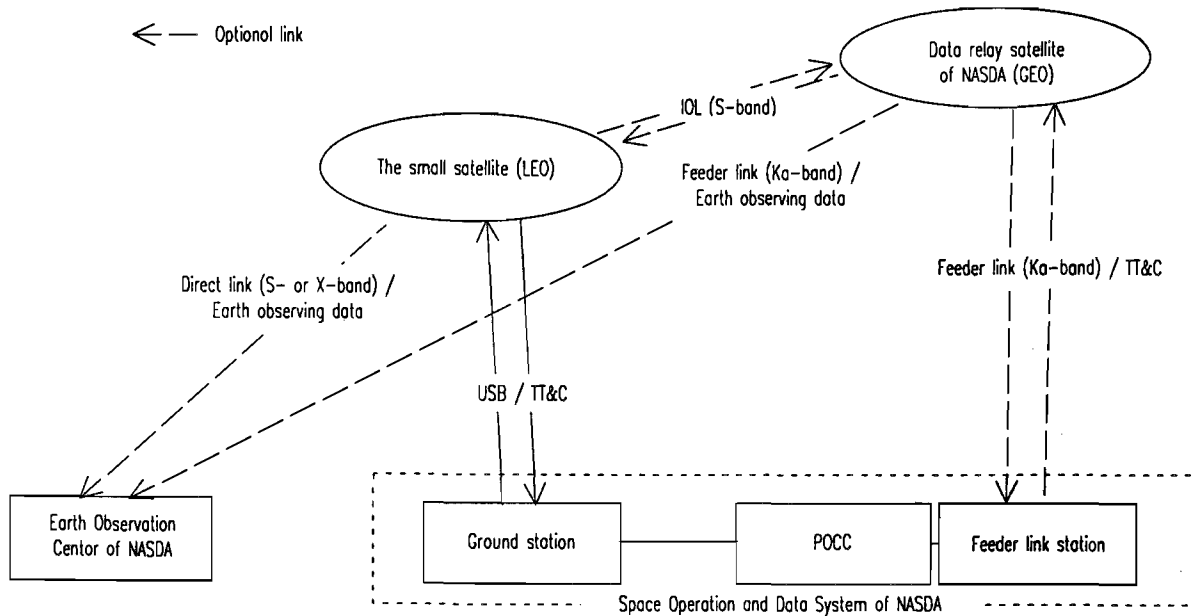 Optional link
Data relay satellite
of NASDA (GEO)
IOL (S-band)
The small satellite (LEO)
Feeder link (Ka-band) /
Earth observing data
Feeder link (Ka-band) / TT&C
Direct link (S- or X-band) /
Earth observing data
USB / TT&C
Earth Observation
Centor of NASDA
Ground station
POCC
Feeder link station
Space Operation and Data System of NASDA